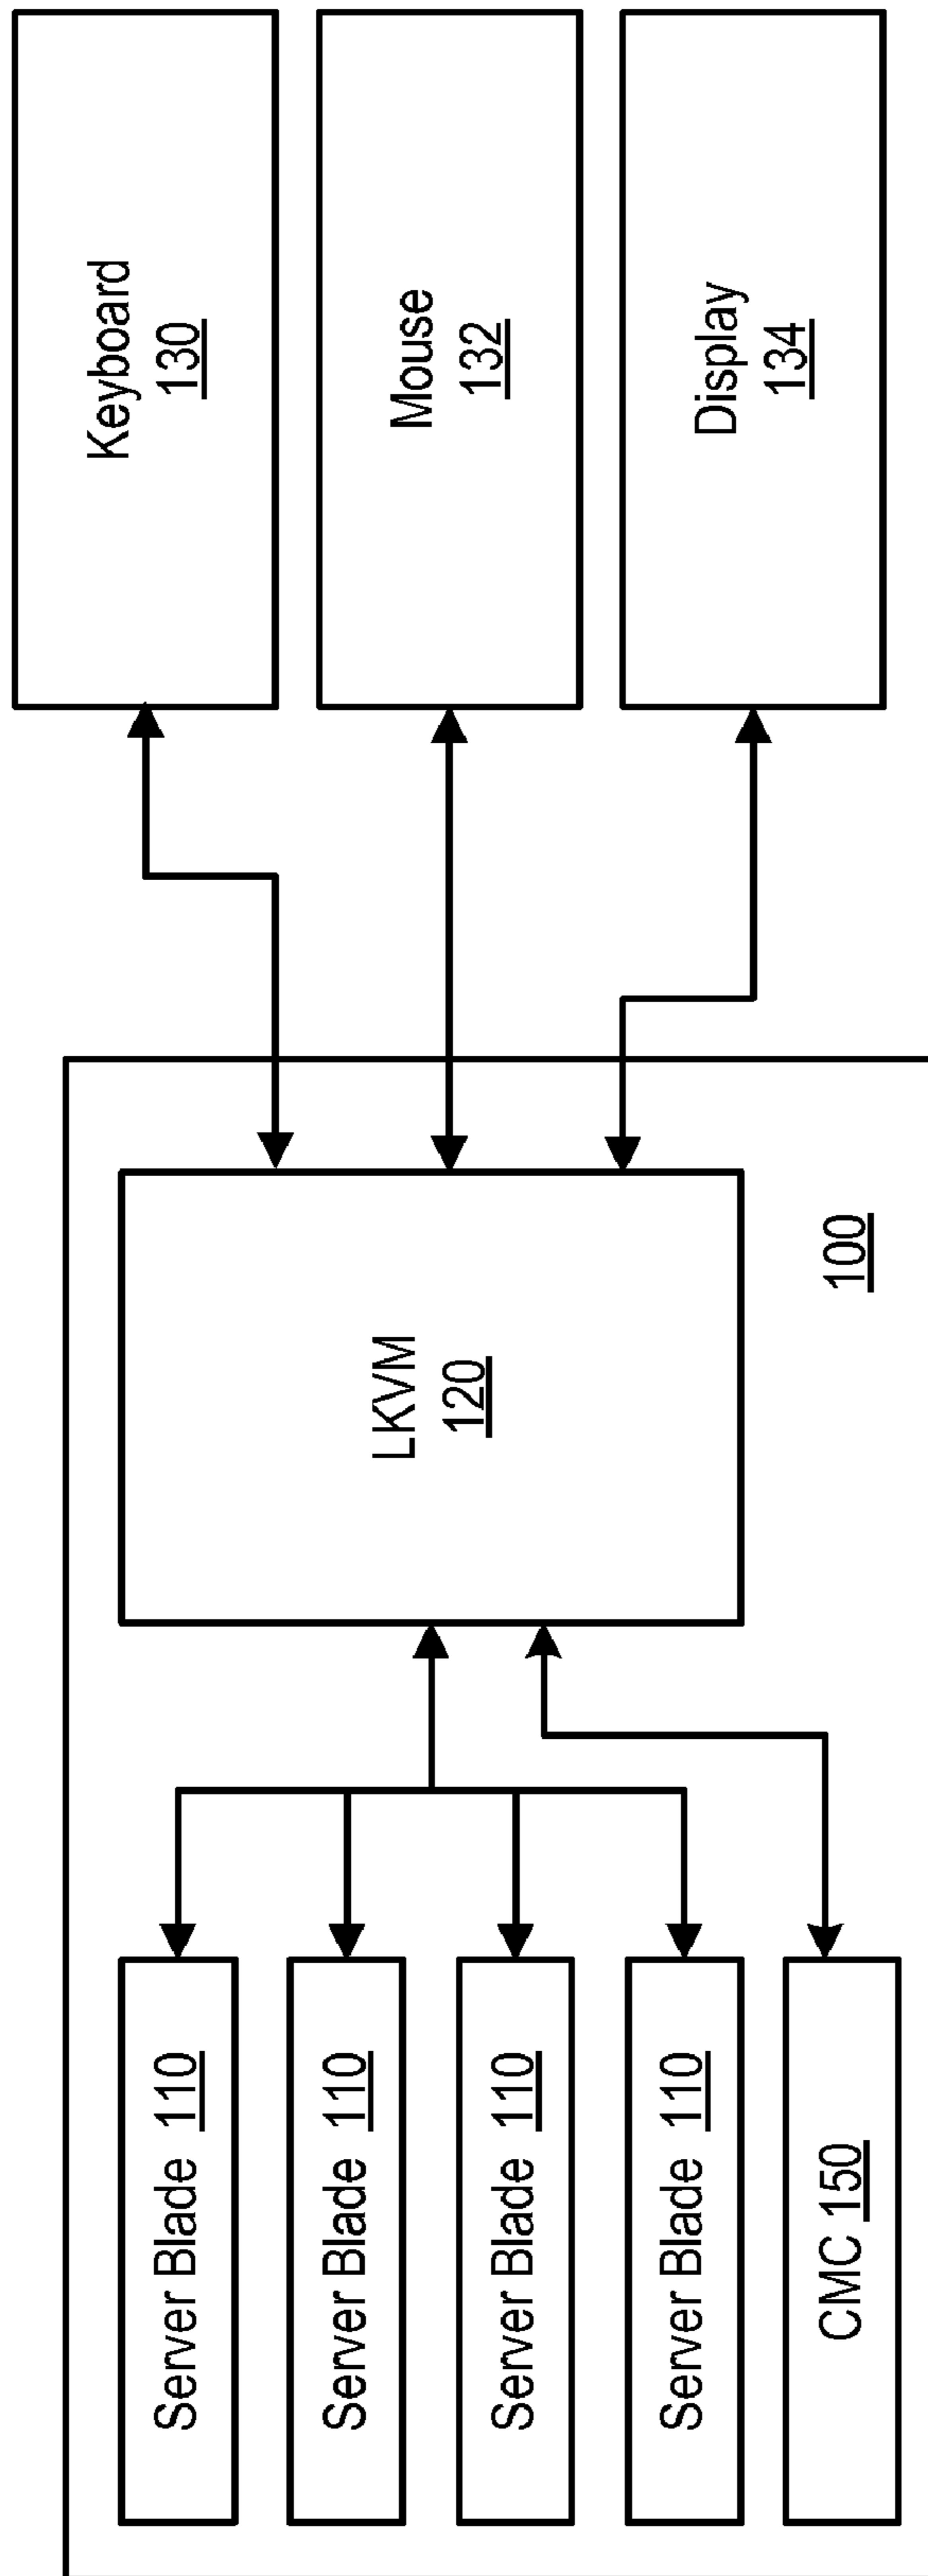 Server Blade 110
Server Blade 110
Server Blade 110
Server Blade 110
CMC 150
LKVM
120
100
Keyboard
130
Mouse
132
Display
134